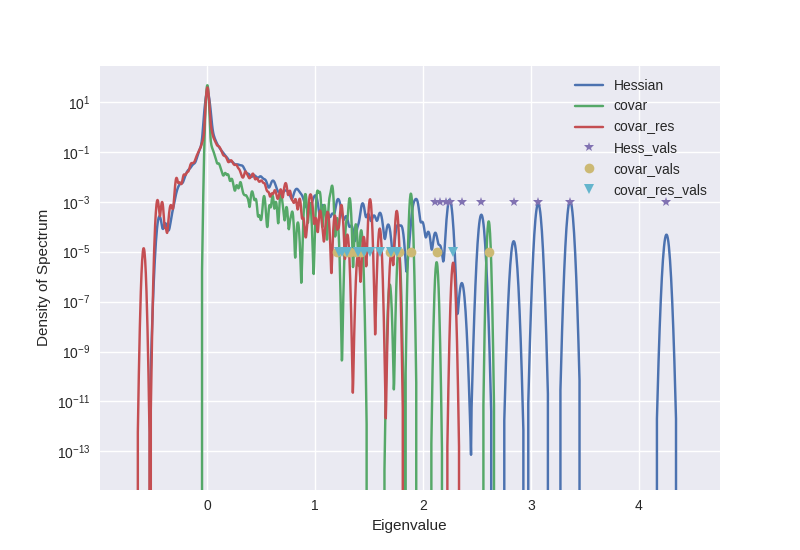 Hessian
covar
covar_res
Hess_vals
covar_vals
covar_res_vals
10^1
10^-1
10^-3
10^-5
10^-7
10^-9
10^-11
10^-13
Density of Spectrum
0 1 2 3 4
Eigenvalue